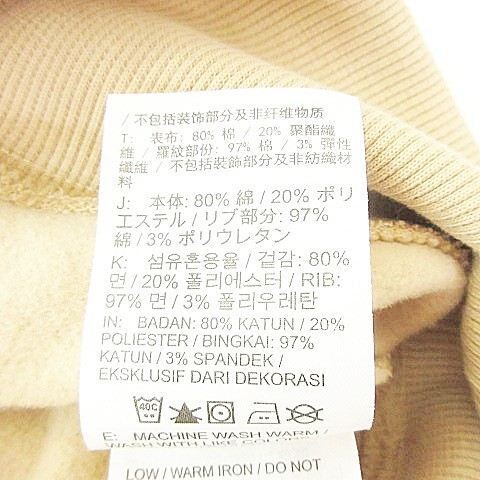 / 不包括装饰部分及非纤维物质
T: 表布: 80% 棉 / 20% 聚酯纖
維 / 羅紋部份: 97% 棉 / 3% 彈性
纖維 / 不包括裝飾部分及非紡織材
料
J: 本体: 80% 綿 / 20% ポリ
エステル / リブ部分: 97%
綿 / 3% ポリウレタン
K: 섬유혼용율 / 겉감: 80%
면 / 20% 폴리에스터 / RIB:
97% 면 / 3% 폴리우레탄
IN: BADAN: 80% KATUN / 20%
POLIESTER / BINGKAI: 97%
KATUN / 3% SPANDEK /
EKSKLUSIF DARI DEKORASI
40C
E: MACHINE WASH WARM /
WASH WITH LIKE COLORS
LOW / WARM IRON / DO NOT